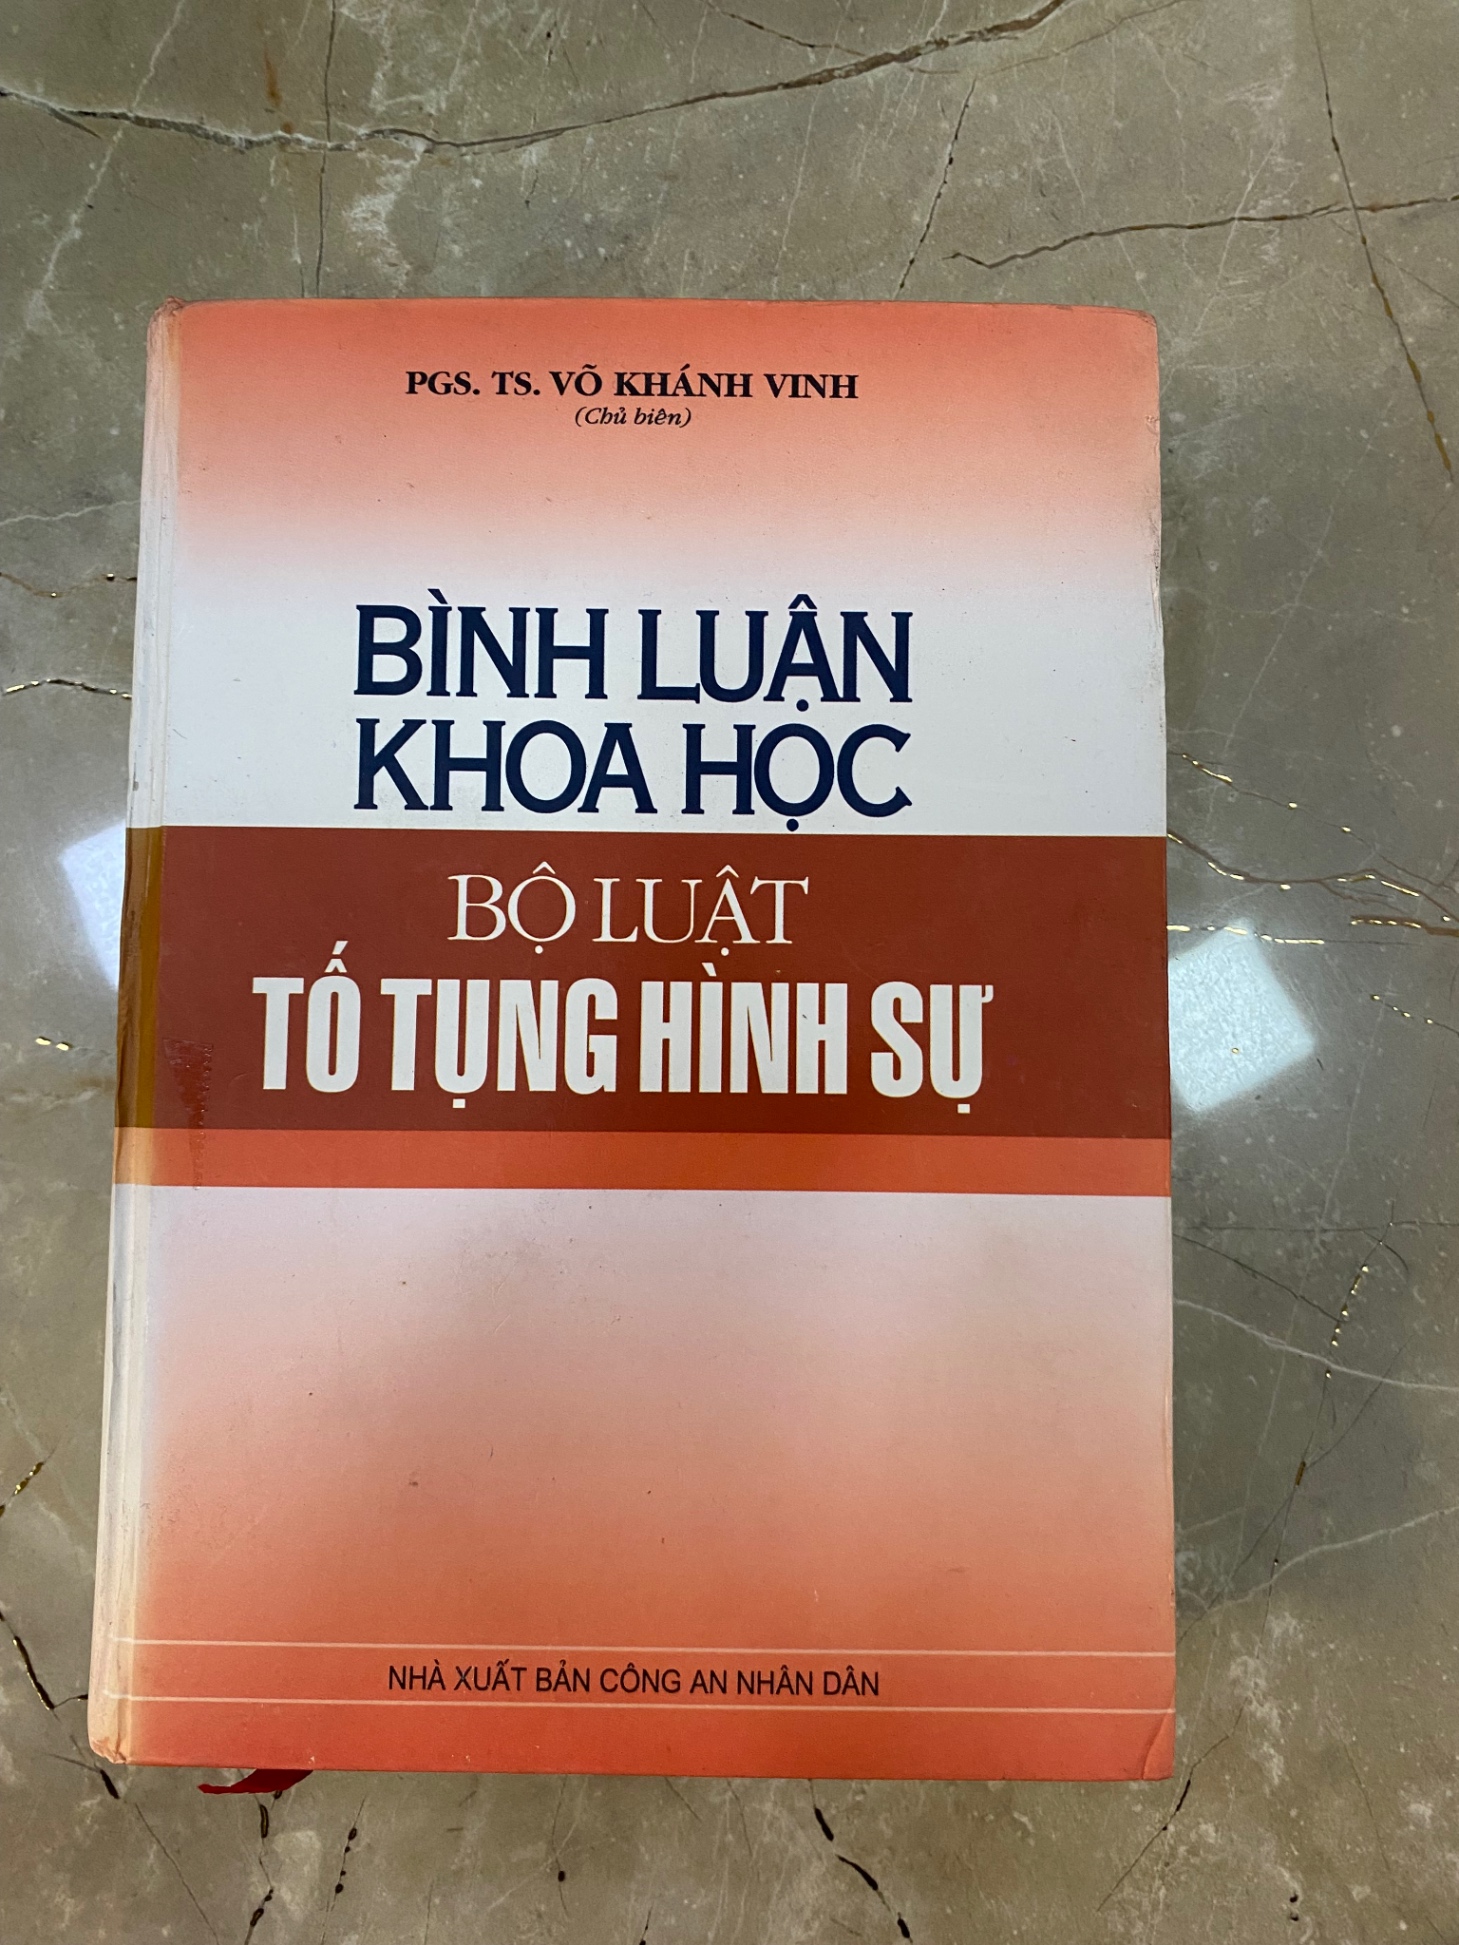 PGS. TS. VÕ KHÁNH VINH
(Chủ biên)
BÌNH LUẬN
KHOA HỌC
BỘ LUẬT
TỐ TỤNG HÌNH SỰ
NHÀ XUẤT BẢN CÔNG AN NHÂN DÂN